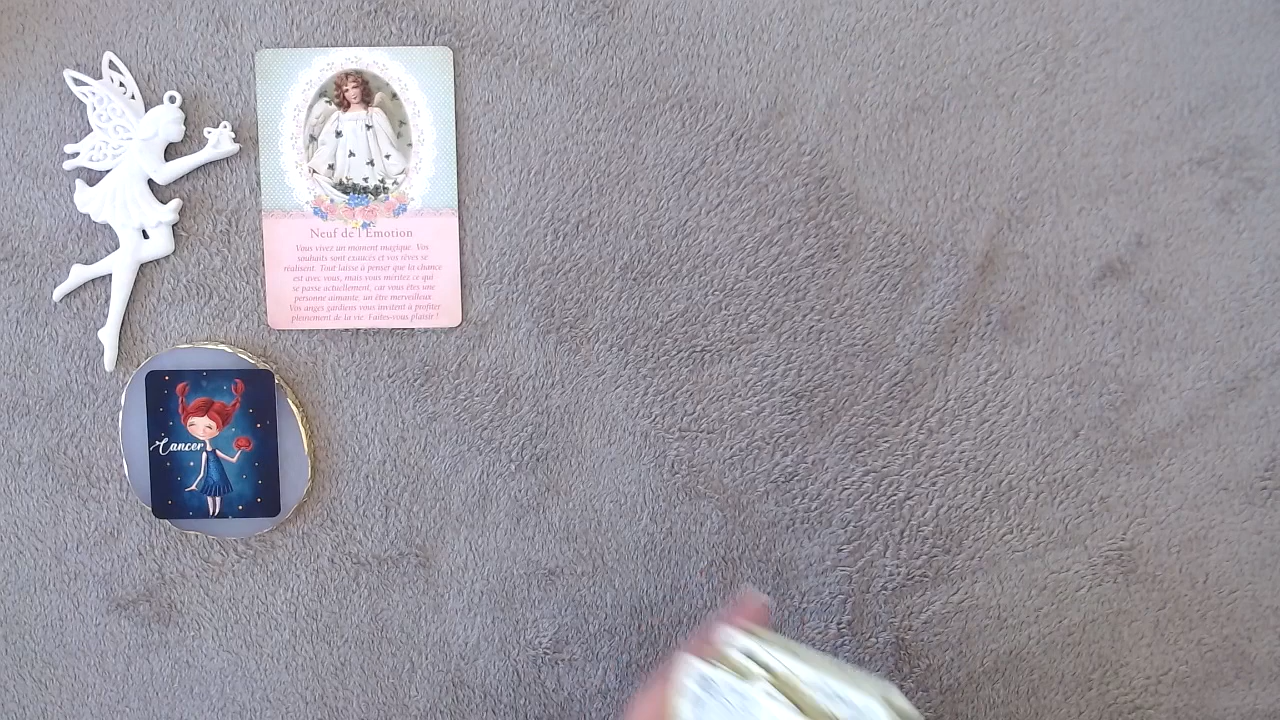 Neuf de l'Émotion
Vous vivez un moment magique. Vos
souhaits sont exaucés et vos rêves se
réalisent. Tout laisse à penser que la chance
est avec vous, mais vous méritez ce qui
se passe actuellement, car vous êtes une
personne aimante, un être merveilleux
Vos anges gardiens vous invitent à profiter
pleinement de la vie. Faites-vous plaisir !
Cancer